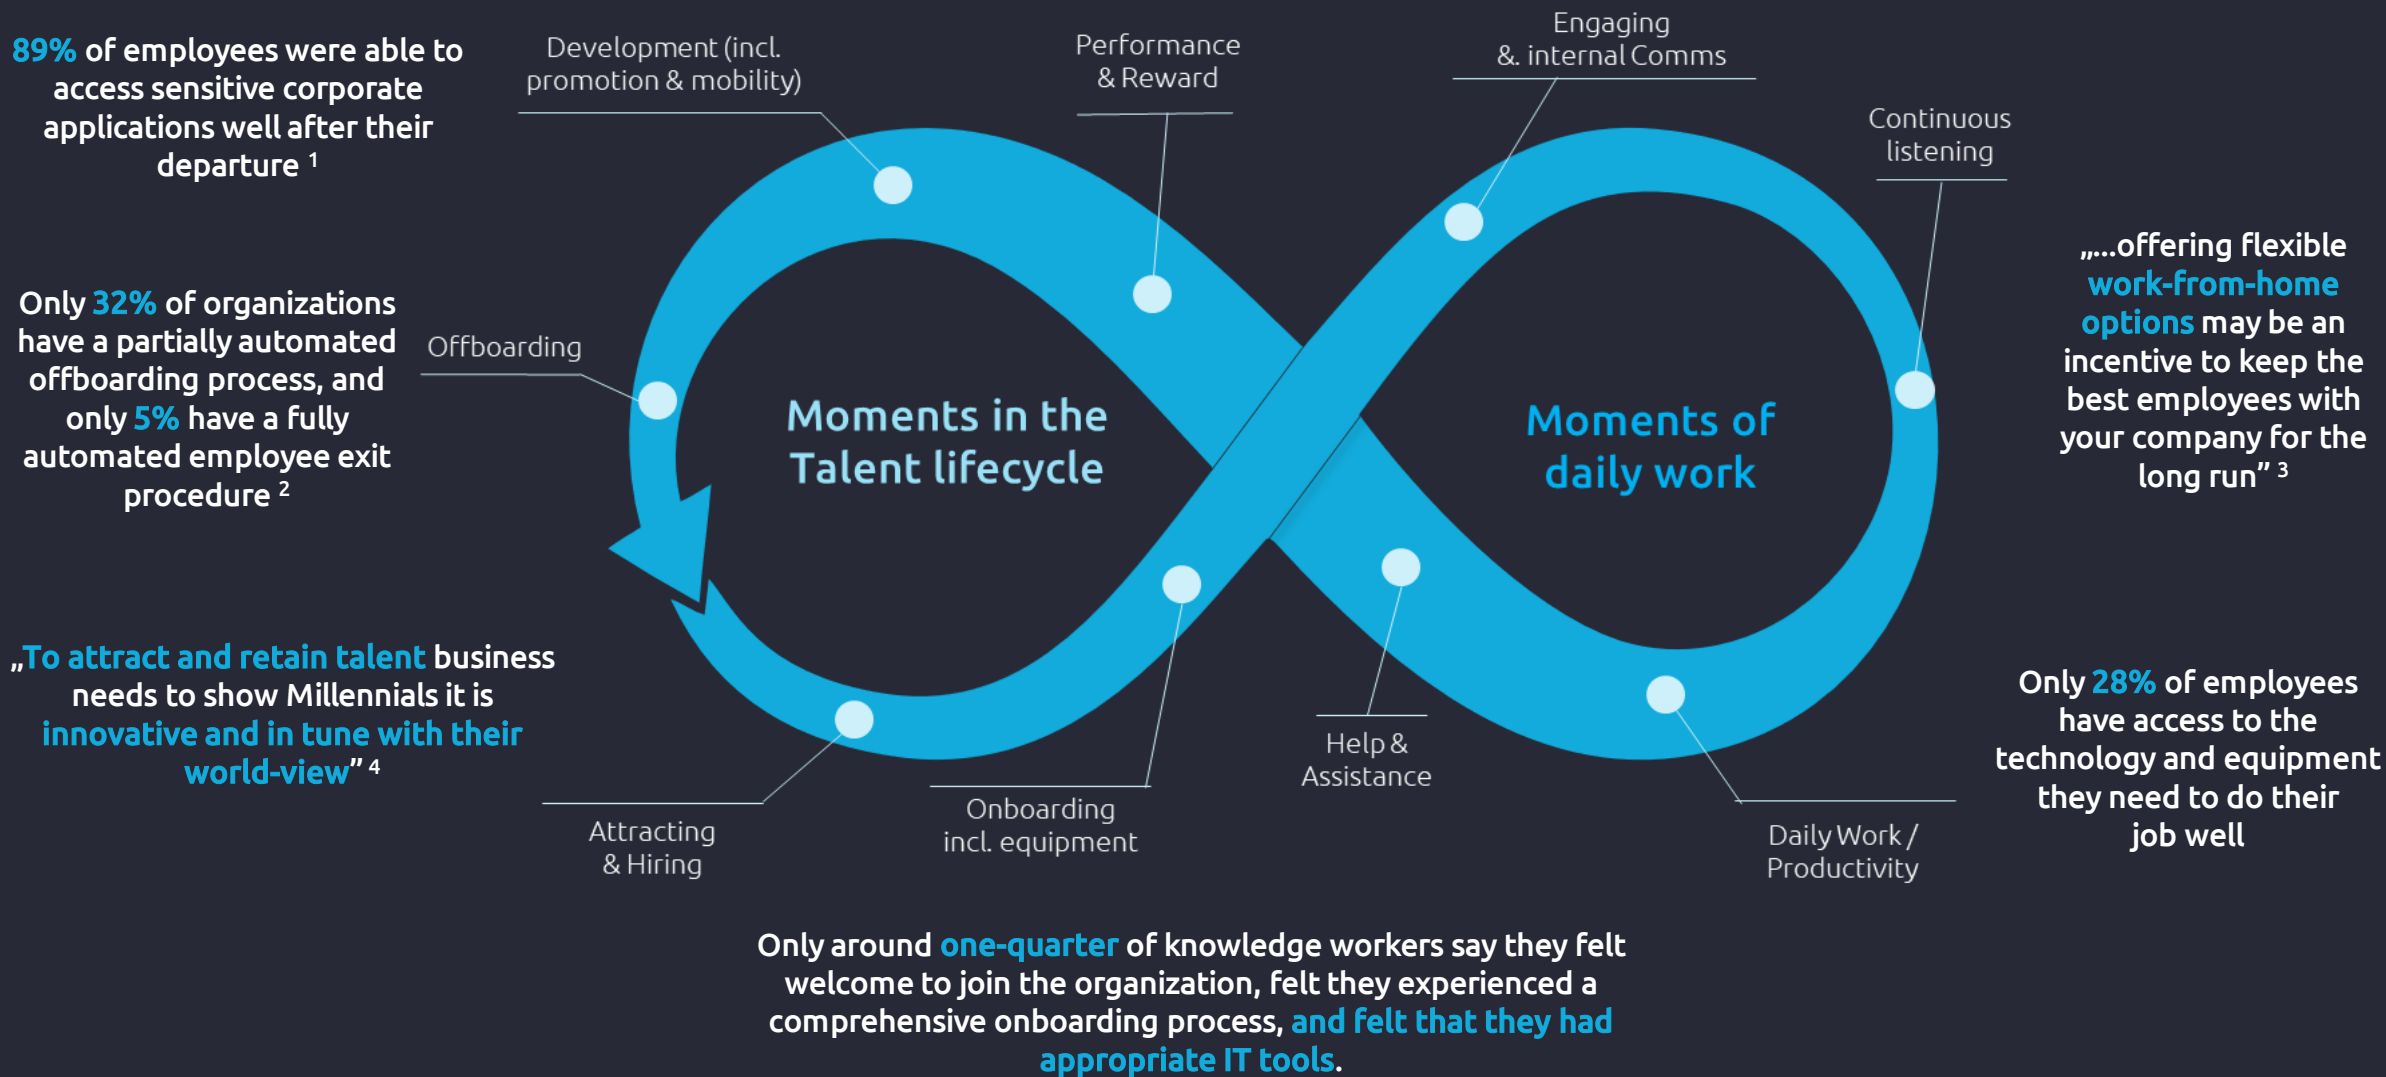 89% of employees were able to
access sensitive corporate
applications well after their
departure 1
Only 32% of organizations
have a partially automated
offboarding process, and
only 5% have a fully
automated employee exit
procedure 2
„To attract and retain talent business
needs to show Millennials it is
innovative and in tune with their
world-view” 4
Development (incl.
promotion & mobility)
Performance
& Reward
Engaging
&. internal Comms
Continuous
listening
Offboarding
Moments in the
Talent lifecycle
Moments of
daily work
Attracting
& Hiring
Onboarding
incl. equipment
Help &
Assistance
Daily Work /
Productivity
„...offering flexible
work-from-home
options may be an
incentive to keep the
best employees with
your company for the
long run” 3
Only 28% of employees
have access to the
technology and equipment
they need to do their
job well
Only around one-quarter of knowledge workers say they felt
welcome to join the organization, felt they experienced a
comprehensive onboarding process, and felt that they had
appropriate IT tools.